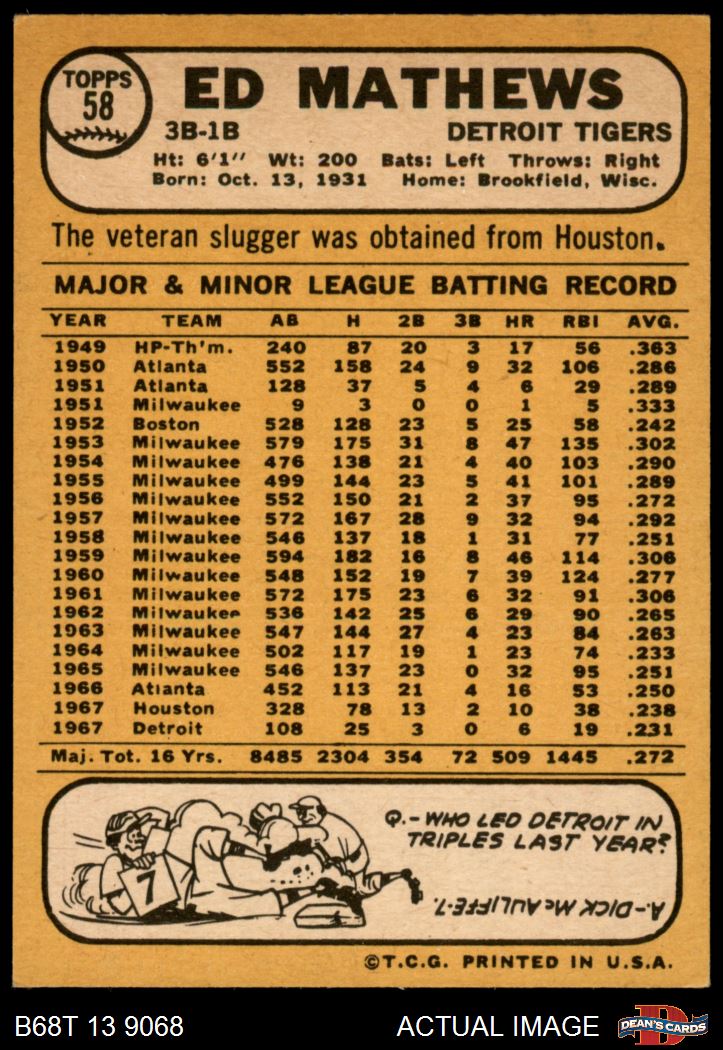 TOPPS
58
ED MATHEWS
3B-1B DETROIT TIGERS
Ht: 6'1" Wt: 200 Bats: Left Throws: Right
Born: Oct. 13, 1931 Home: Brookfield, Wisc.
The veteran slugger was obtained from Houston.
MAJOR & MINOR LEAGUE BATTING RECORD
YEAR TEAM AB H 2B 3B HR RBI AVG.
1949 HP-Th'm. 240 87 20 3 17 56 .363
1950 Atlanta 552 158 24 9 32 106 .286
1951 Atlanta 128 37 5 4 6 29 .289
1951 Milwaukee 9 3 0 0 1 5 .333
1952 Boston 528 128 23 5 25 58 .242
1953 Milwaukee 579 175 31 8 47 135 .302
1954 Milwaukee 476 138 21 4 40 103 .290
1955 Milwaukee 499 144 23 5 41 101 .289
1956 Milwaukee 552 150 21 2 37 95 .272
1957 Milwaukee 572 167 28 9 32 94 .292
1958 Milwaukee 546 137 18 1 31 77 .251
1959 Milwaukee 594 182 16 8 46 114 .306
1960 Milwaukee 548 152 19 7 39 124 .277
1961 Milwaukee 572 175 23 6 32 91 .306
1962 Milwaukee 536 142 25 6 29 90 .265
1963 Milwaukee 547 144 27 4 23 84 .263
1964 Milwaukee 502 117 19 1 23 74 .233
1965 Milwaukee 546 137 23 0 32 95 .251
1966 Atlanta 452 113 21 4 16 53 .250
1967 Houston 328 78 13 2 10 38 .238
1967 Detroit 108 25 3 0 6 19 .231
Maj. Tot. 16 Yrs. 8485 2304 354 72 509 1445 .272
7
Q.-WHO LED DETROIT IN
TRIPLES LAST YEAR?
A.-DICK McAULIFFE-7.
©T.C.G. PRINTED IN U.S.A.
B68T 13 9068 ACTUAL IMAGE
D
DEAN'S CARDS